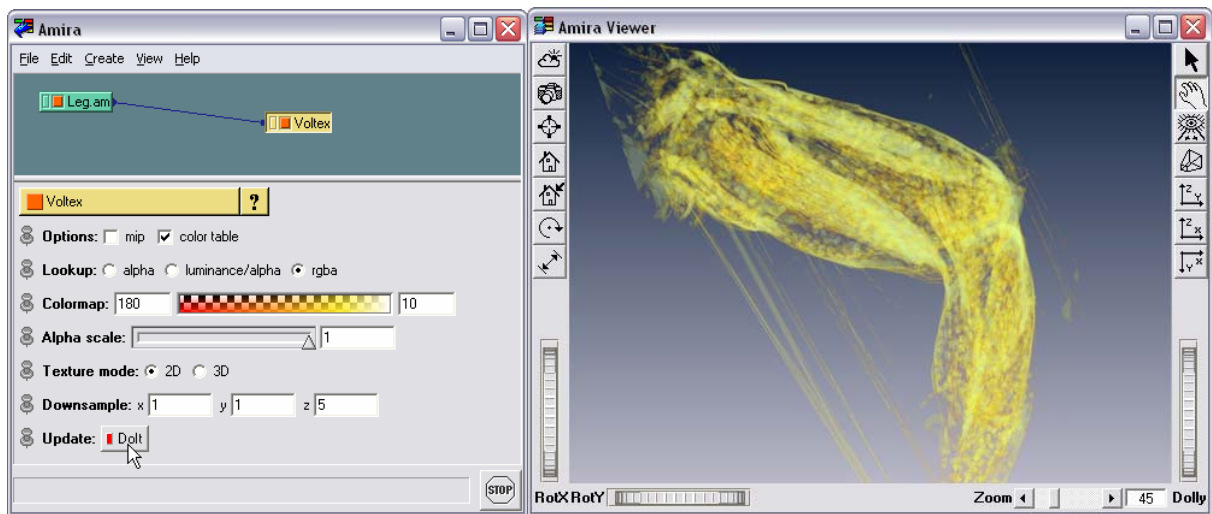 Amira
File Edit Create View Help
Leg.am
Voltex
Voltex ?
Options: mip color table
Lookup: alpha luminance/alpha rgba
Colormap: 180 10
Alpha scale: 1
Texture mode: 2D 3D
Downsample: x 1 y 1 z 5
Update: DoIt
STOP
Amira Viewer
z y
z x
y x
RotX RotY Zoom 45 Dolly